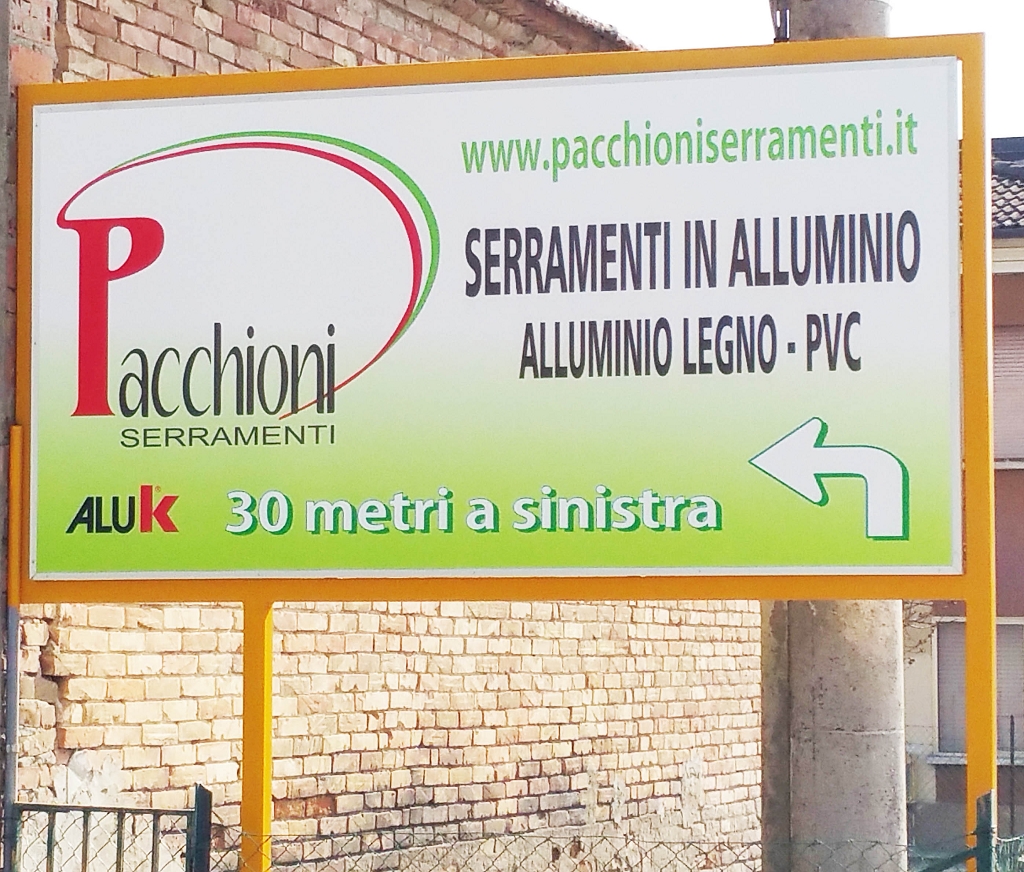 www.pacchioniserramenti.it
Pacchioni
SERRAMENTI
SERRAMENTI IN ALLUMINIO
ALLUMINIO LEGNO - PVC
ALUK®
30 metri a sinistra